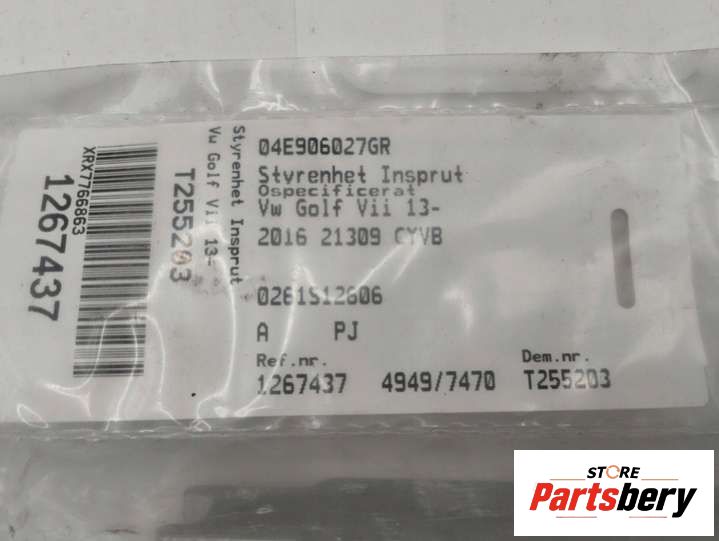 04E906027GR
Styrenhet Insprut
Ospecificerat
Vw Golf Vii 13-
2016 21309 CYVB
0261S12606
A PJ
Ref.nr. Dem.nr.
1267437 4949/7470 T255203
Styrenhet Insprut
Vw Golf Vii 13-
T255203
XRX7766863
1267437
STORE
Partsbery